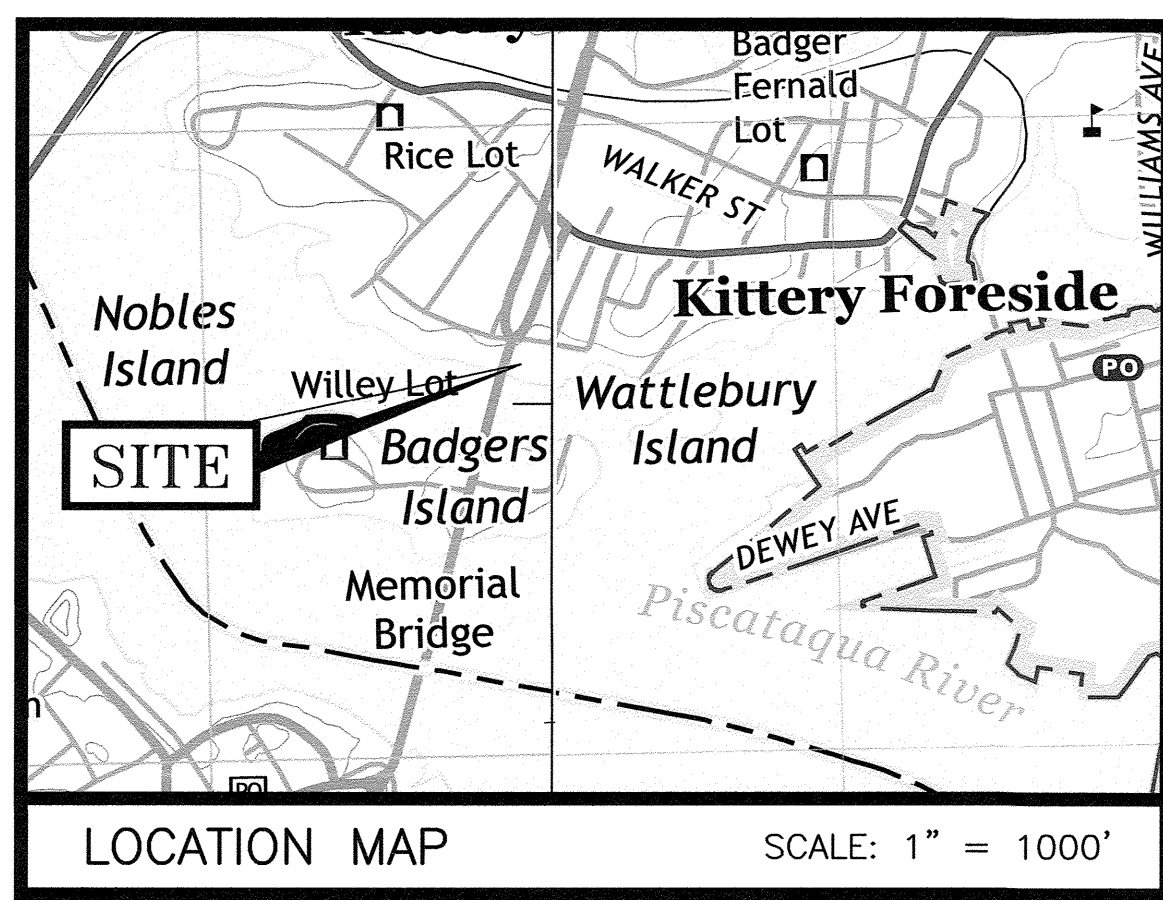 Badger
Fernald
Lot
Rice Lot
WALKER ST
WILLIAMS AVE
Kittery Foreside
Nobles
Island
Willey Lot
Wattlebury
Island
PO
SITE
Badgers
Island
DEWEY AVE
Memorial
Bridge
Piscataqua River
PO
LOCATION MAP
SCALE: 1" = 1000'